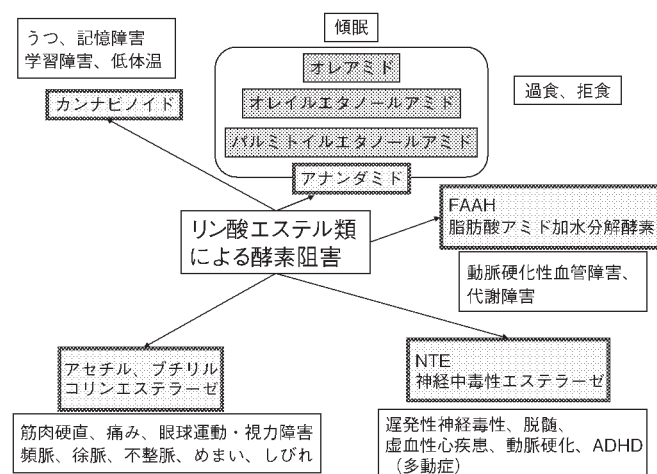 傾眠
うつ、記憶障害
学習障害、低体温
カンナビノイド
オレアミド
オレイルエタノールアミド
パルミトイルエタノールアミド
アナンダミド
過食、拒食
リン酸エステル類
による酵素阻害
FAAH
脂肪酸アミド加水分解酵素
動脈硬化性血管障害、
代謝障害
アセチル、ブチリル
コリンエステラーゼ
筋肉硬直、痛み、眼球運動・視力障害
頻脈、徐脈、不整脈、めまい、しびれ
NTE
神経中毒性エステラーゼ
遅発性神経毒性、脱髄、
虚血性心疾患、動脈硬化、ADHD
(多動症)